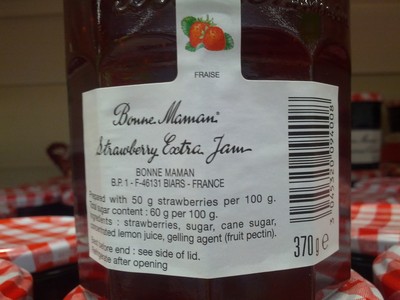 FRAISE
Bonne Maman
Strawberry Extra Jam
BONNE MAMAN
B.P. 1 - F-46131 BIARS - FRANCE
Prepared with 50 g strawberries per 100 g.
Total sugar content : 60 g per 100 g.
Ingredients : strawberries, sugar, cane sugar,
concentrated lemon juice, gelling agent (fruit pectin).
Best before end : see side of lid.
after opening
370 g e